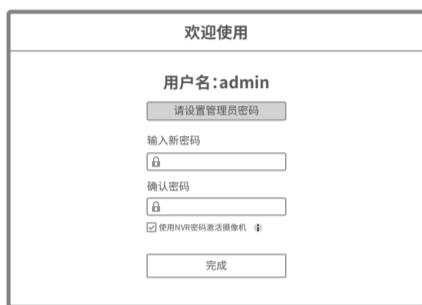 欢迎使用
用户名:admin
请设置管理员密码
输入新密码
确认密码
使用NVR密码激活摄像机
完成